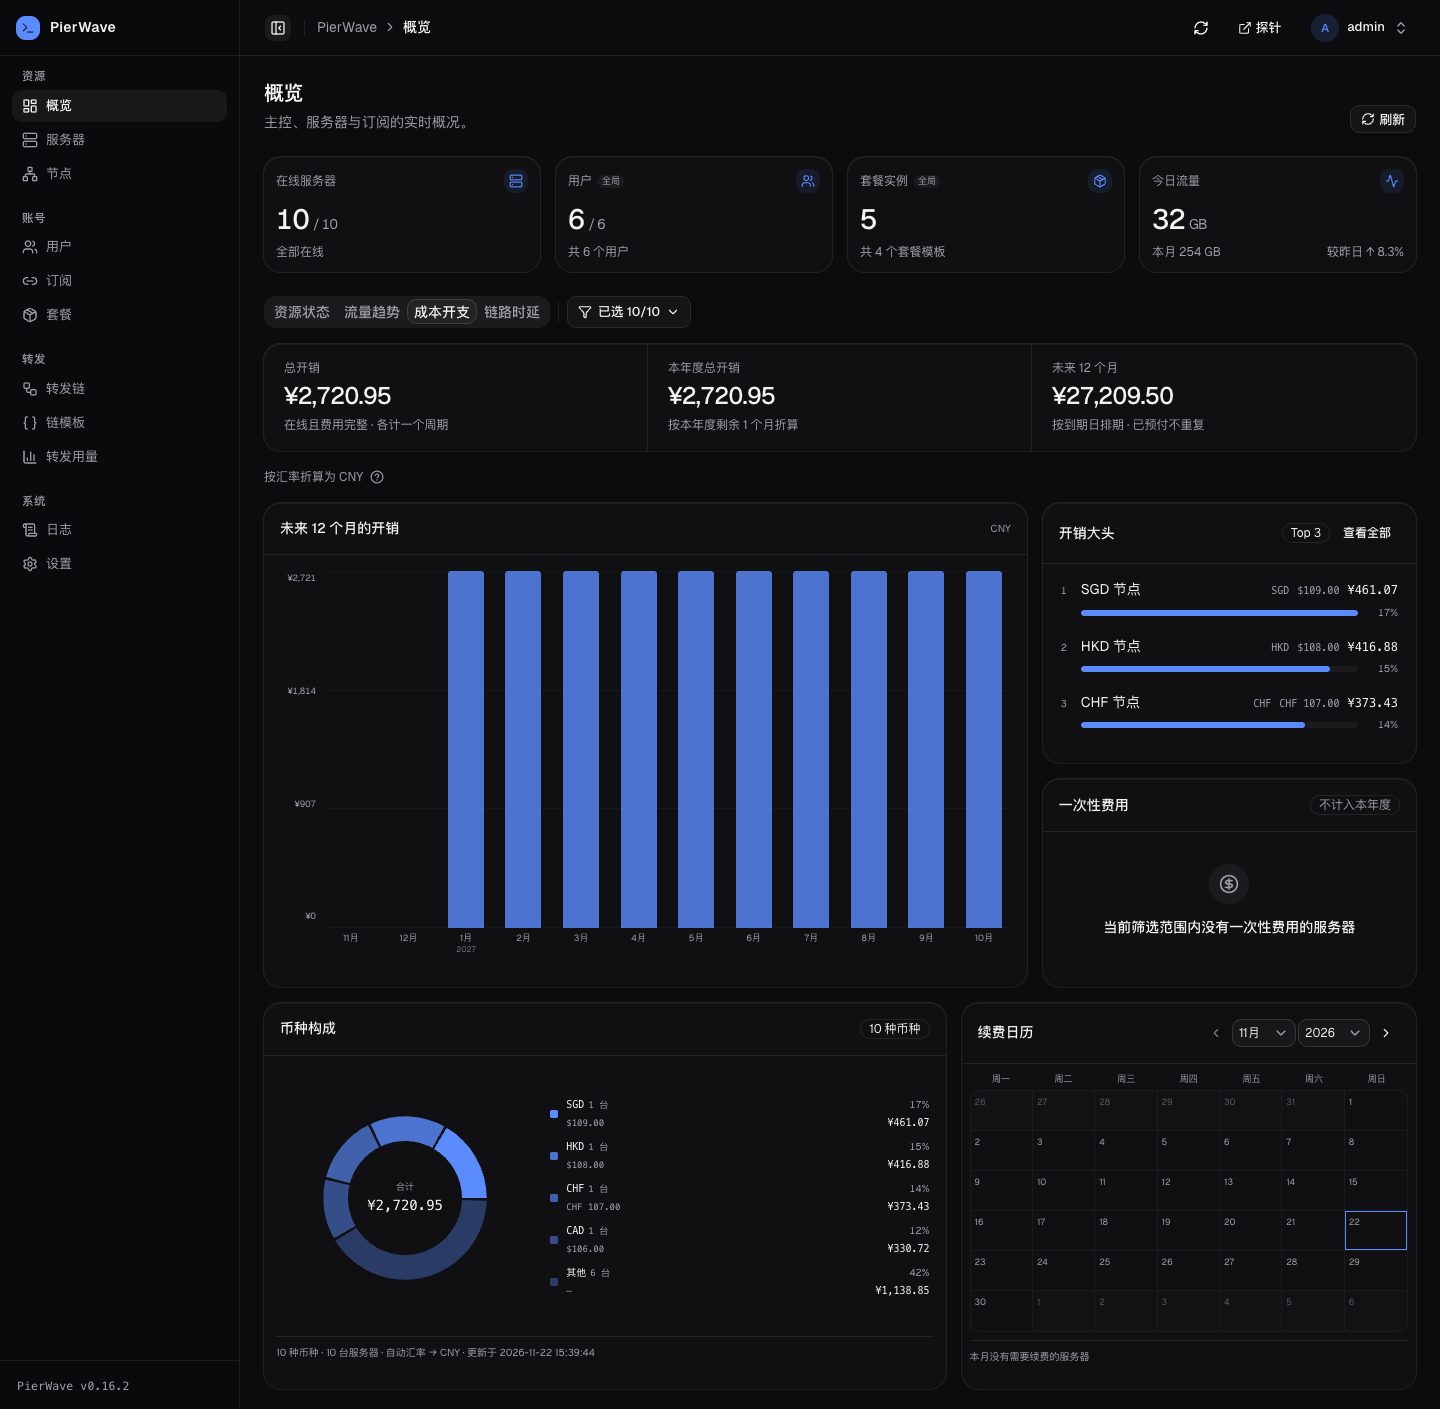 PierWave
PierWave
概览
探针
A
admin
资源
概览
服务器
节点
账号
用户
订阅
套餐
转发
转发链
链模板
转发用量
系统
日志
设置
PierWave v0.16.2
概览
主控、服务器与订阅的实时概况。
刷新
在线服务器
10 / 10
全部在线
用户 全局
6 / 6
共 6 个用户
套餐实例 全局
5
共 4 个套餐模板
今日流量
32 GB
本月 254 GB
较昨日 ↑ 8.3%
资源状态
流量趋势
成本开支
链路时延
已选 10/10
总开销
¥2,720.95
在线且费用完整 · 各计一个周期
本年度总开销
¥2,720.95
按本年度剩余 1 个月折算
未来 12 个月
¥27,209.50
按到期日排期 · 已预付不重复
按汇率折算为 CNY
未来 12 个月的开销
CNY
¥2,721
¥1,814
¥907
¥0
11月
12月
1月
2027
2月
3月
4月
5月
6月
7月
8月
9月
10月
开销大头
Top 3
查看全部
1 SGD 节点 SGD $109.00 ¥461.07
17%
2 HKD 节点 HKD $108.00 ¥416.88
15%
3 CHF 节点 CHF CHF 107.00 ¥373.43
14%
一次性费用
不计入本年度
当前筛选范围内没有一次性费用的服务器
币种构成
10 种币种
合计
¥2,720.95
SGD 1 台 17%
$109.00 ¥461.07
HKD 1 台 15%
$108.00 ¥416.88
CHF 1 台 14%
CHF 107.00 ¥373.43
CAD 1 台 12%
$106.00 ¥330.72
其他 6 台 42%
— ¥1,138.85
10 种币种 · 10 台服务器 · 自动汇率 → CNY · 更新于 2026-11-22 15:39:44
续费日历
11月
2026
周一 周二 周三 周四 周五 周六 周日
26 27 28 29 30 31 1
2 3 4 5 6 7 8
9 10 11 12 13 14 15
16 17 18 19 20 21 22
23 24 25 26 27 28 29
30 1 2 3 4 5 6
本月没有需要续费的服务器